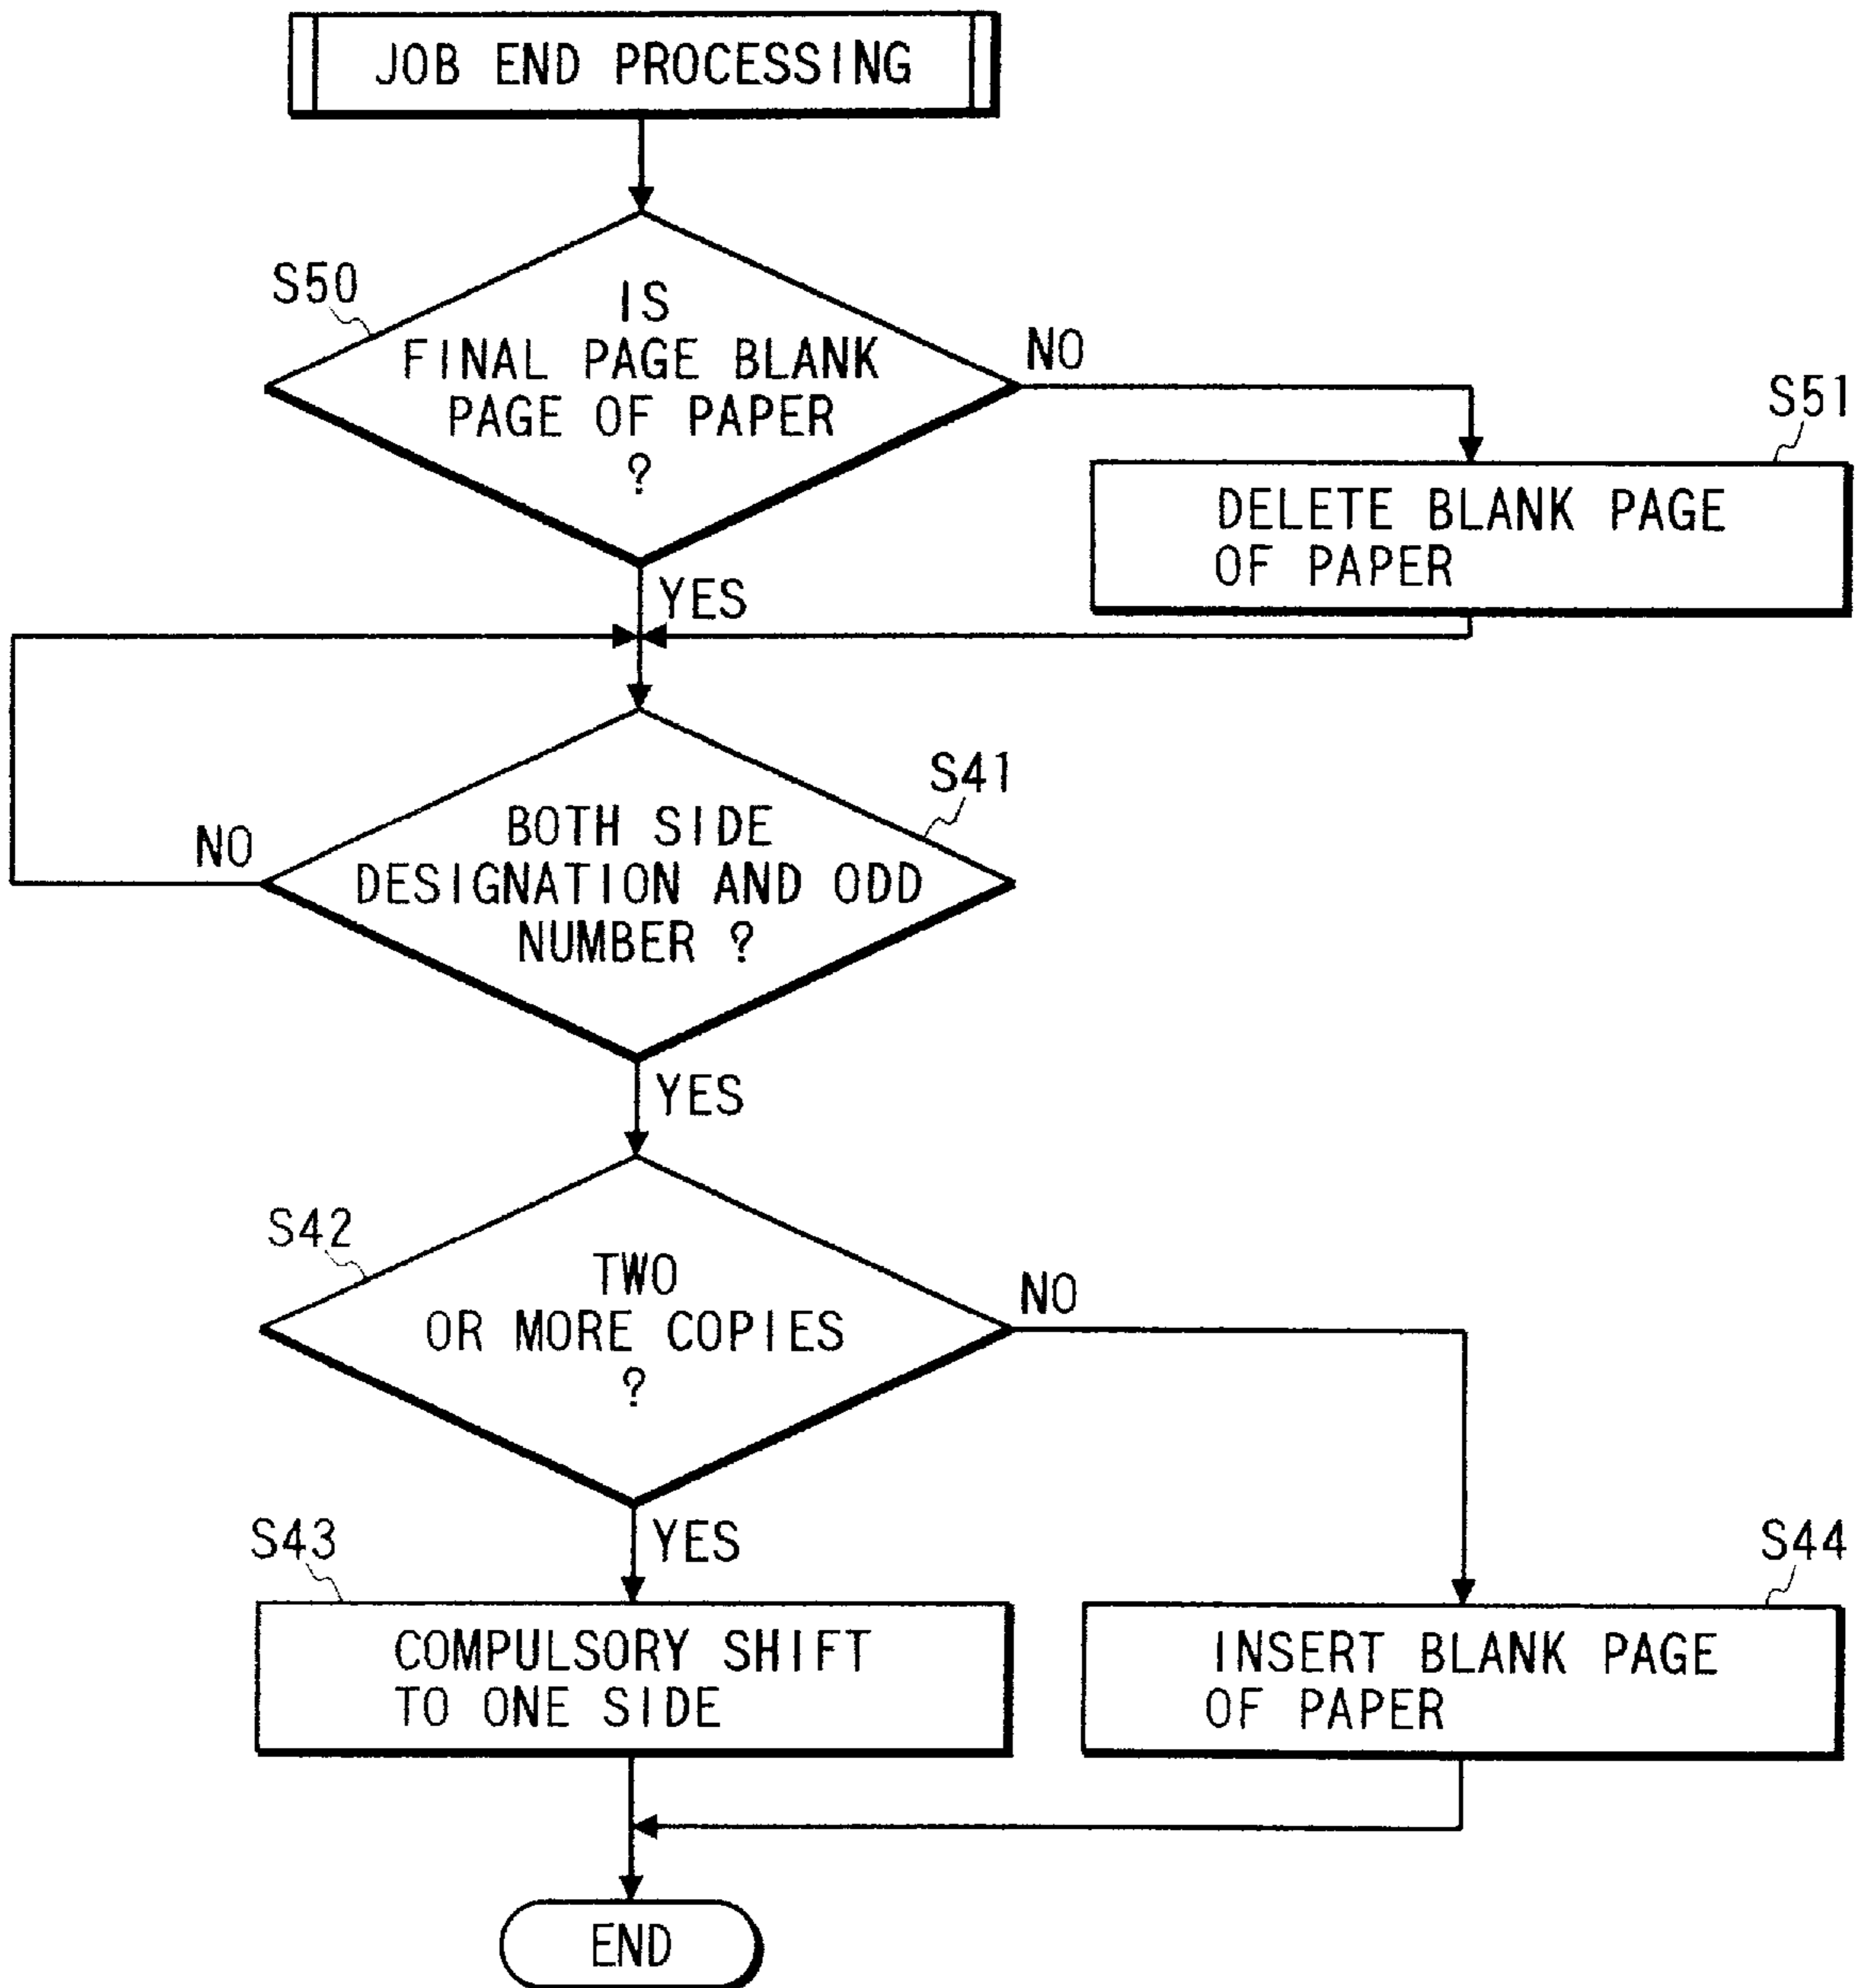 JOB END PROCESSING
S50
IS
FINAL PAGE BLANK
PAGE OF PAPER
?
NO
S51
DELETE BLANK PAGE
OF PAPER
YES
S41
BOTH SIDE
DESIGNATION AND ODD
NUMBER ?
NO
YES
S42
TWO
OR MORE COPIES
?
NO
YES
S43
COMPULSORY SHIFT
TO ONE SIDE
S44
INSERT BLANK PAGE
OF PAPER
END